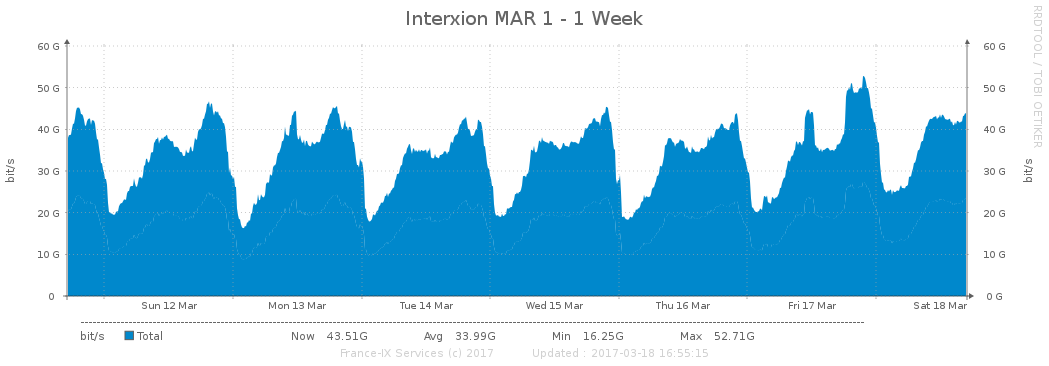 Interxion MAR 1 - 1 Week
RRDTOOL / TOBI OETIKER
60 G 60 G
50 G 50 G
40 G 40 G
30 G 30 G
20 G 20 G
10 G 10 G
0 0 G
bit/s bit/s
Sun 12 Mar Mon 13 Mar Tue 14 Mar Wed 15 Mar Thu 16 Mar Fri 17 Mar Sat 18 Mar
bit/s Total Now 43.51G Avg 33.99G Min 16.25G Max 52.71G
France-IX Services (c) 2017 Updated : 2017-03-18 16:55:15